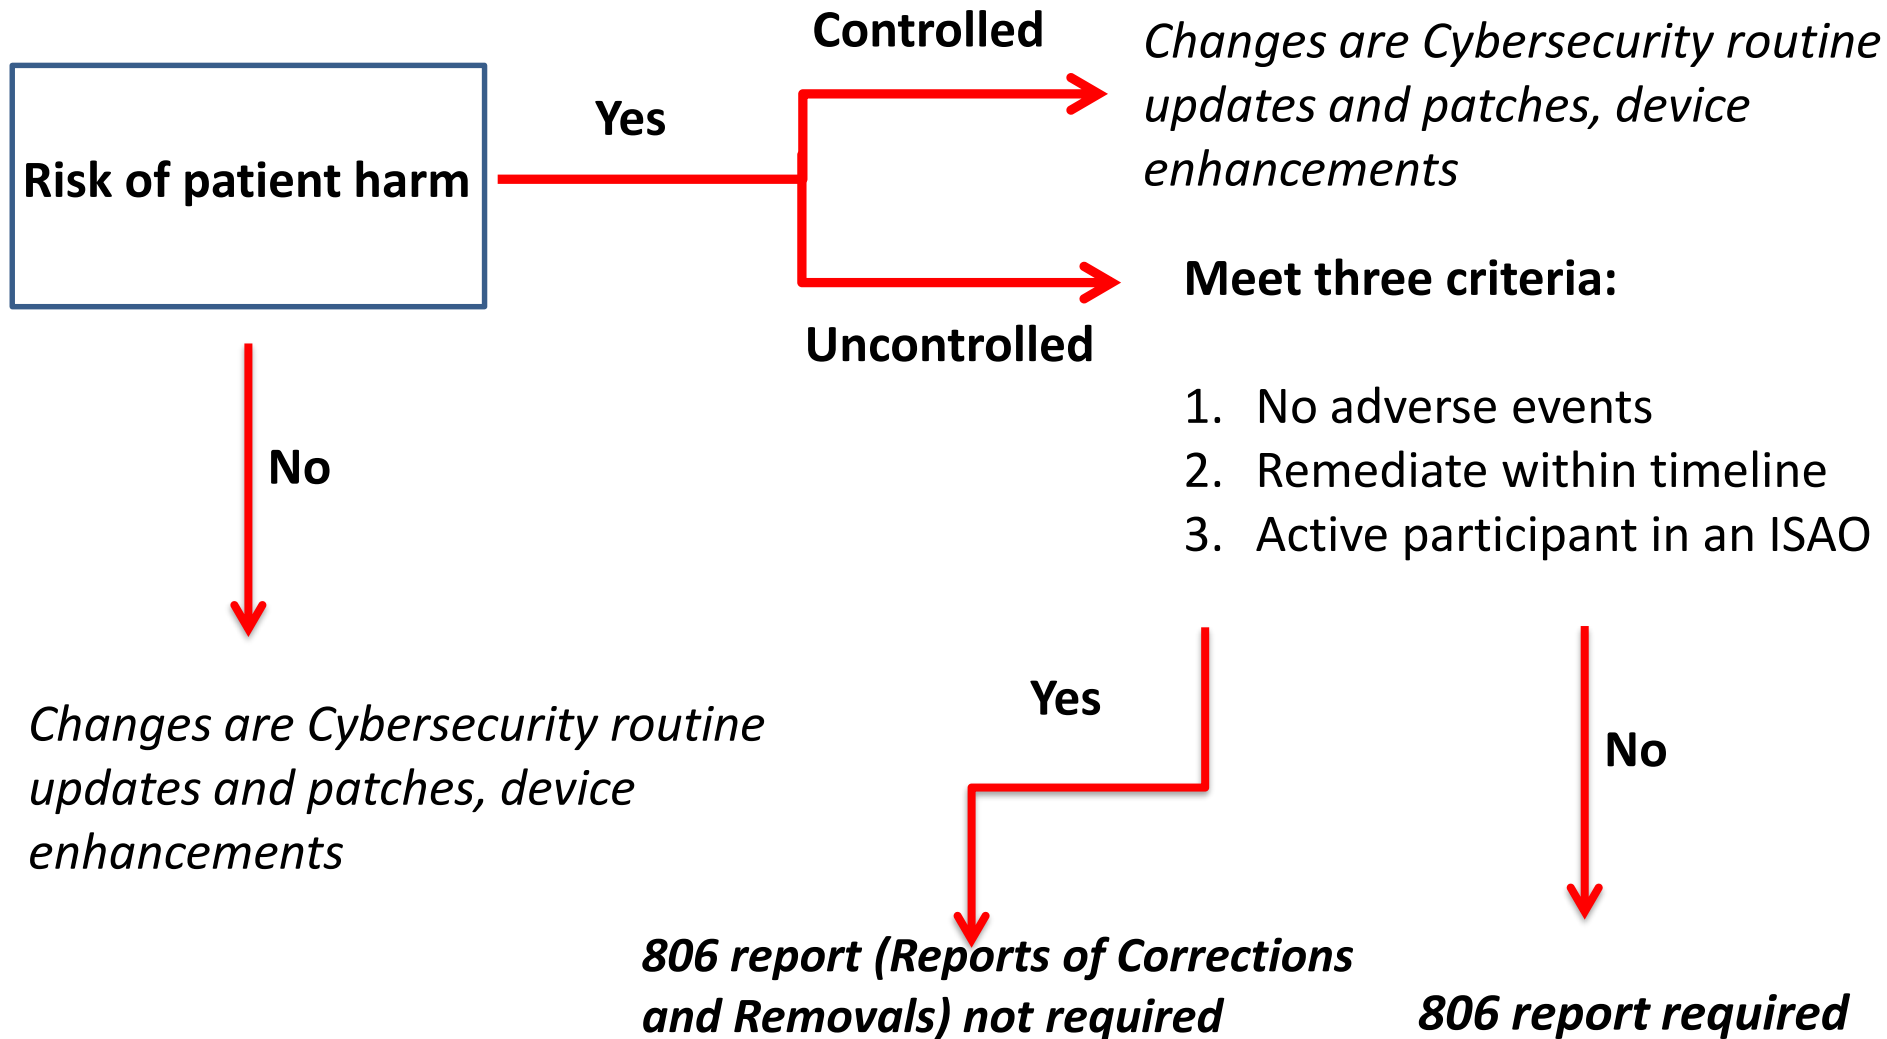 Controlled
Changes are Cybersecurity routine
updates and patches, device
enhancements
Yes
Risk of patient harm
Meet three criteria:
Uncontrolled
1. No adverse events
2. Remediate within timeline
3. Active participant in an ISAO
No
Changes are Cybersecurity routine
updates and patches, device
enhancements
Yes
No
806 report (Reports of Corrections
and Removals) not required
806 report required